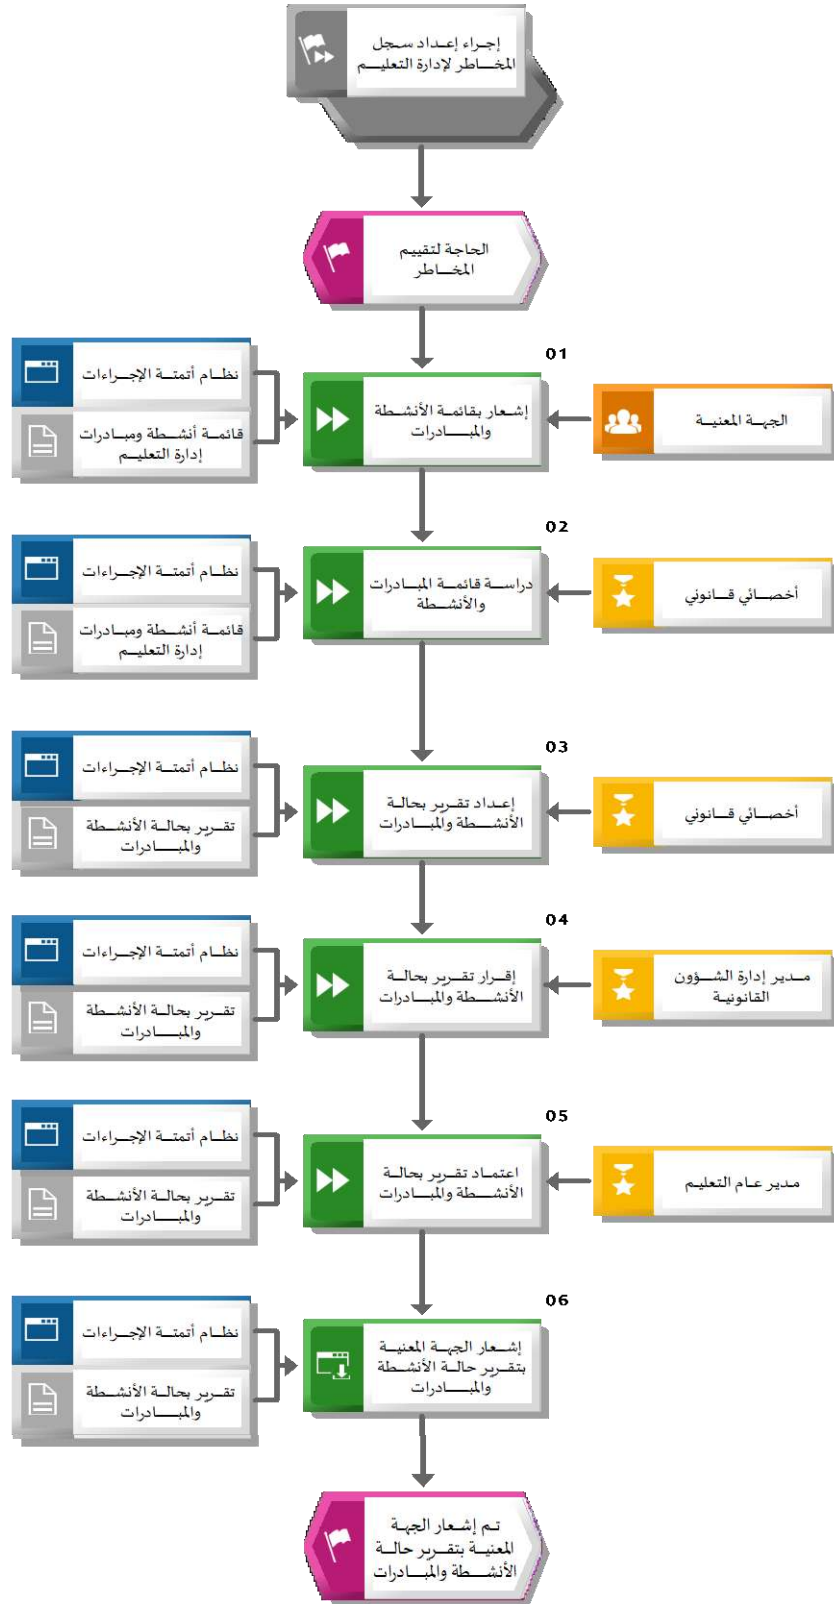 إجراء إعداد سجل
المخاطر لإدارة التعليم
الحاجة لتقييم
المخاطر
01
الجهة المعنية
إشعار بقائمة الأنشطة
والمبادرات
نظام أتمتة الإجراءات
قائمة أنشطة ومبادرات
إدارة التعليم
02
أخصائي قانوني
دراسة قائمة المبادرات
والأنشطة
نظام أتمتة الإجراءات
قائمة أنشطة ومبادرات
إدارة التعليم
03
أخصائي قانوني
إعداد تقرير بحالة
الأنشطة والمبادرات
نظام أتمتة الإجراءات
تقرير بحالة الأنشطة
والمبادرات
04
مدير إدارة الشؤون
القانونية
إقرار تقرير بحالة
الأنشطة والمبادرات
نظام أتمتة الإجراءات
تقرير بحالة الأنشطة
والمبادرات
05
مدير عام التعليم
اعتماد تقرير بحالة
الأنشطة والمبادرات
نظام أتمتة الإجراءات
تقرير بحالة الأنشطة
والمبادرات
06
إشعار الجهة المعنية
بتقرير حالة الأنشطة
والمبادرات
نظام أتمتة الإجراءات
تقرير بحالة الأنشطة
والمبادرات
تم إشعار الجهة
المعنية بتقرير حالة
الأنشطة والمبادرات